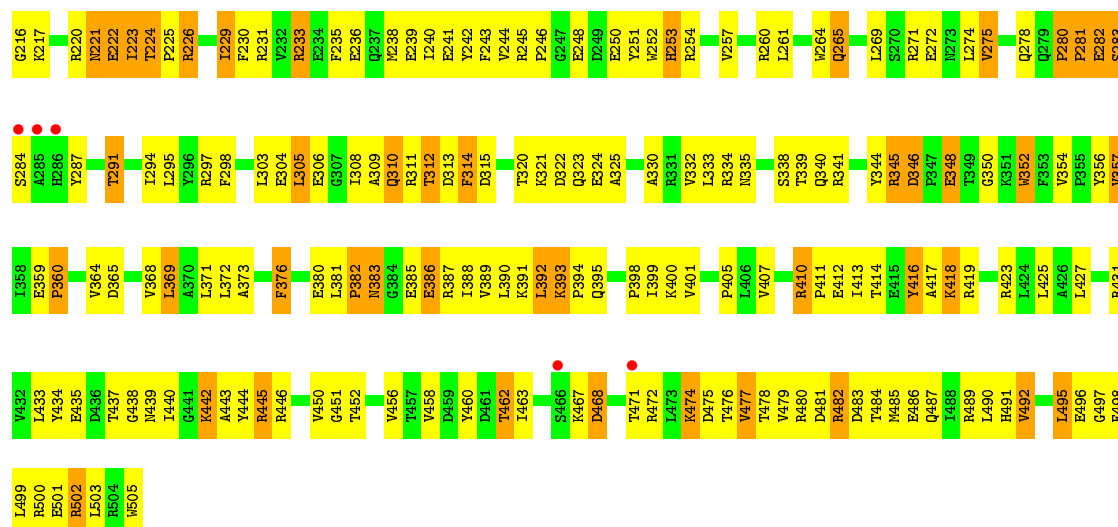 G216 K217 R220 N221 E222 I223 T224 P225 R226 I229 F230 R231 V232 R233 E234 F235 E236 Q237 M238 E239 I240 E241 Y242 F243 V244 R245 P246 G247 E248 D249 E250 Y251 W252 H253 R254 V257 R260 L261 W264 Q265 L269 S270 R271 E272 N273 L274 V275 Q278 Q279 P280 P281 E282 S283
S284 A285 H286 Y287 T291 I294 L295 Y296 R297 F298 L303 E304 L305 E306 G307 I308 A309 Q310 R311 T312 D313 F314 D315 T320 K321 D322 Q323 E324 A325 A330 R331 V332 L333 R334 N335 S338 T339 Q340 R341 Y344 R345 D346 P347 E348 T349 G350 K351 W352 F353 V354 P355 Y356
I358 E359 P360 V364 D365 V368 L369 A370 L371 L372 A373 F376 E380 L381 P382 N383 G384 E385 E386 R387 I388 V389 L390 K391 L392 K393 P394 Q395 P398 I399 K400 V401 P405 L406 V407 R410 P411 E412 I413 T414 E415 Y416 A417 K418 R419 R423 L424 L425 A426 L427
V432 L433 Y434 E435 D436 T437 G438 N439 I440 G441 K442 A443 Y444 R445 R446 V450 G451 T452 V456 T457 V458 D459 Y460 D461 T462 I463 S466 K467 D468 T471 R472 L473 K474 D475 T476 V477 T478 V479 R480 D481 R482 D483 T484 M485 E486 Q487 I488 R489 L490 H491 V492 L495 E496 G497
L499 R500 E501 R502 L503 R504 W505